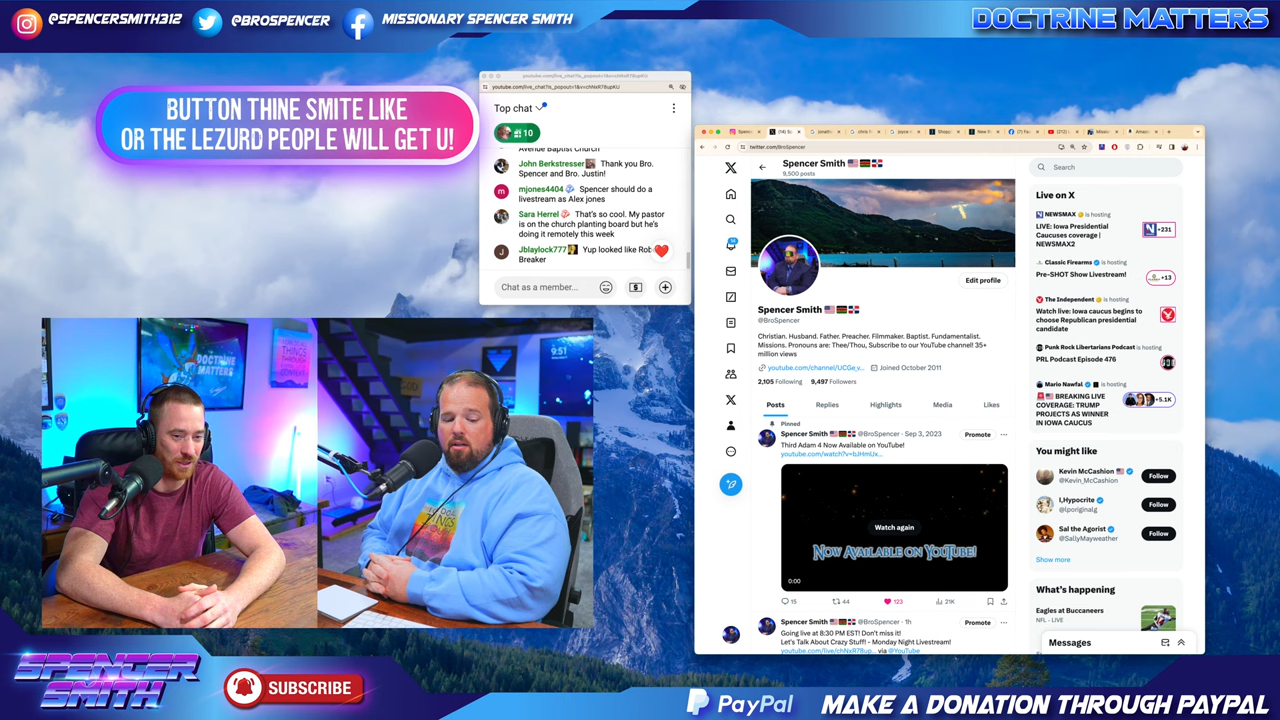 @SPENCERSMITH312
@BROSPENCER
MISSIONARY SPENCER SMITH
DOCTRINE MATTERS
BUTTON THINE SMITE LIKE
OR THE LEZURD PEOPLE WILL GET U!
Top chat
10
Avenue Baptist Church
John Berkstresser Thank you Bro.
Spencer and Bro. Justin!
mjones4404 Spencer should do a
livestream as Alex jones
Sara Herrel That's so cool. My pastor
is on the church planting board but he's
doing it remotely this week
Jblaylock777 Yup looked like Rob
Breaker
Chat as a member...
twitter.com/BroSpencer
Spencer Smith
9,500 posts
Edit profile
Spencer Smith
@BroSpencer
Christian. Husband. Father. Preacher. Filmmaker. Baptist. Fundamentalist.
Missions. Pronouns are: Thee/Thou, Subscribe to our YouTube channel! 35+
million views
Joined October 2011
2,105 Following 9,497 Followers
Posts Replies Highlights Media Likes
Pinned
Spencer Smith @BroSpencer · Sep 3, 2023
Promote
Third Adam 4 Now Available on YouTube!
Watch again
NOW AVAILABLE ON YOUTUBE!
0:00
15 44 123 21K
Spencer Smith @BroSpencer · 1h
Promote
Going live at 8:30 PM EST! Don't miss it!
Let's Talk About Crazy Stuff! - Monday Night Livestream!
via @YouTube
Search
Live on X
NEWSMAX is hosting
LIVE: Iowa Presidential
Caucuses coverage |
NEWSMAX2
+231
Classic Firearms is hosting
Pre-SHOT Show Livestream!
+13
The Independent is hosting
Watch live: Iowa caucus begins to
choose Republican presidential
candidate
Punk Rock Libertarians Podcast is hosting
PRL Podcast Episode 476
Mario Nawfal is hosting
BREAKING LIVE
COVERAGE: TRUMP
PROJECTS AS WINNER
IN IOWA CAUCUS
+5.1K
You might like
Kevin McCashion
@Kevin_McCashion
Follow
I,Hypocrite
@lporiginalg
Follow
Sal the Agorist
@SallyMayweather
Follow
Show more
What's happening
Eagles at Buccaneers
NFL · LIVE
Messages
DOCTRINE
MATTERS
9:51
SPENCER
SMITH
SUBSCRIBE
PayPal
MAKE A DONATION THROUGH PAYPAL